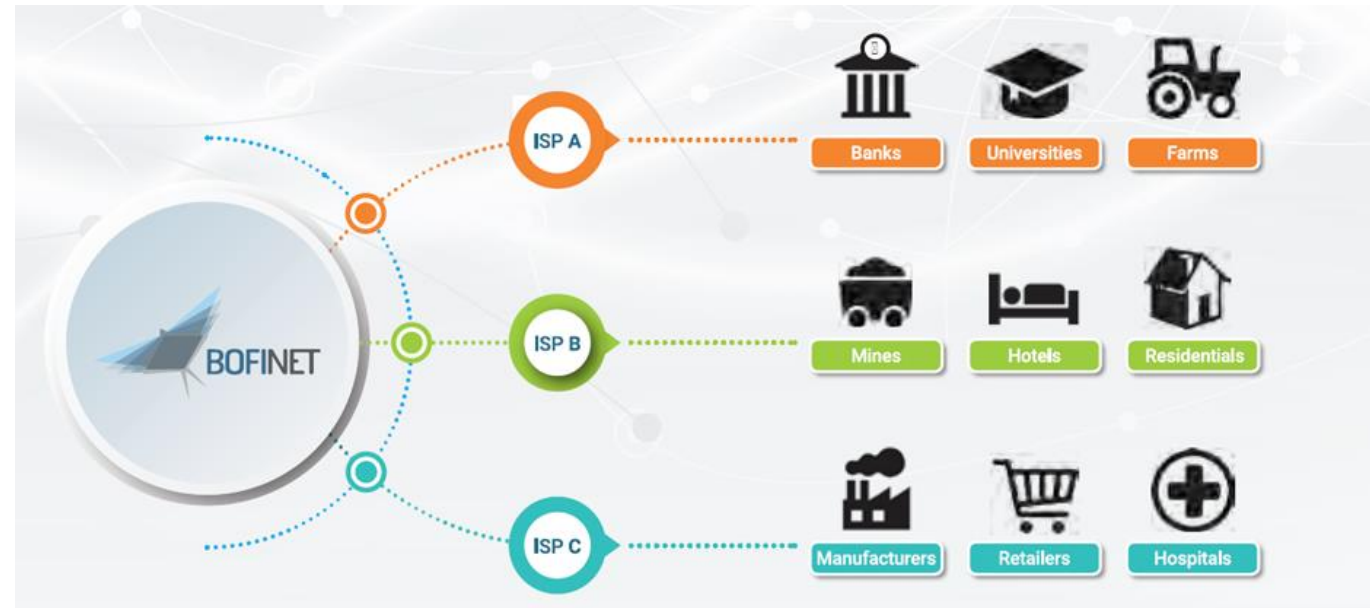 BOFINET
ISP A
Banks
Universities
Farms
ISP B
Mines
Hotels
Residentials
ISP C
Manufacturers
Retailers
Hospitals